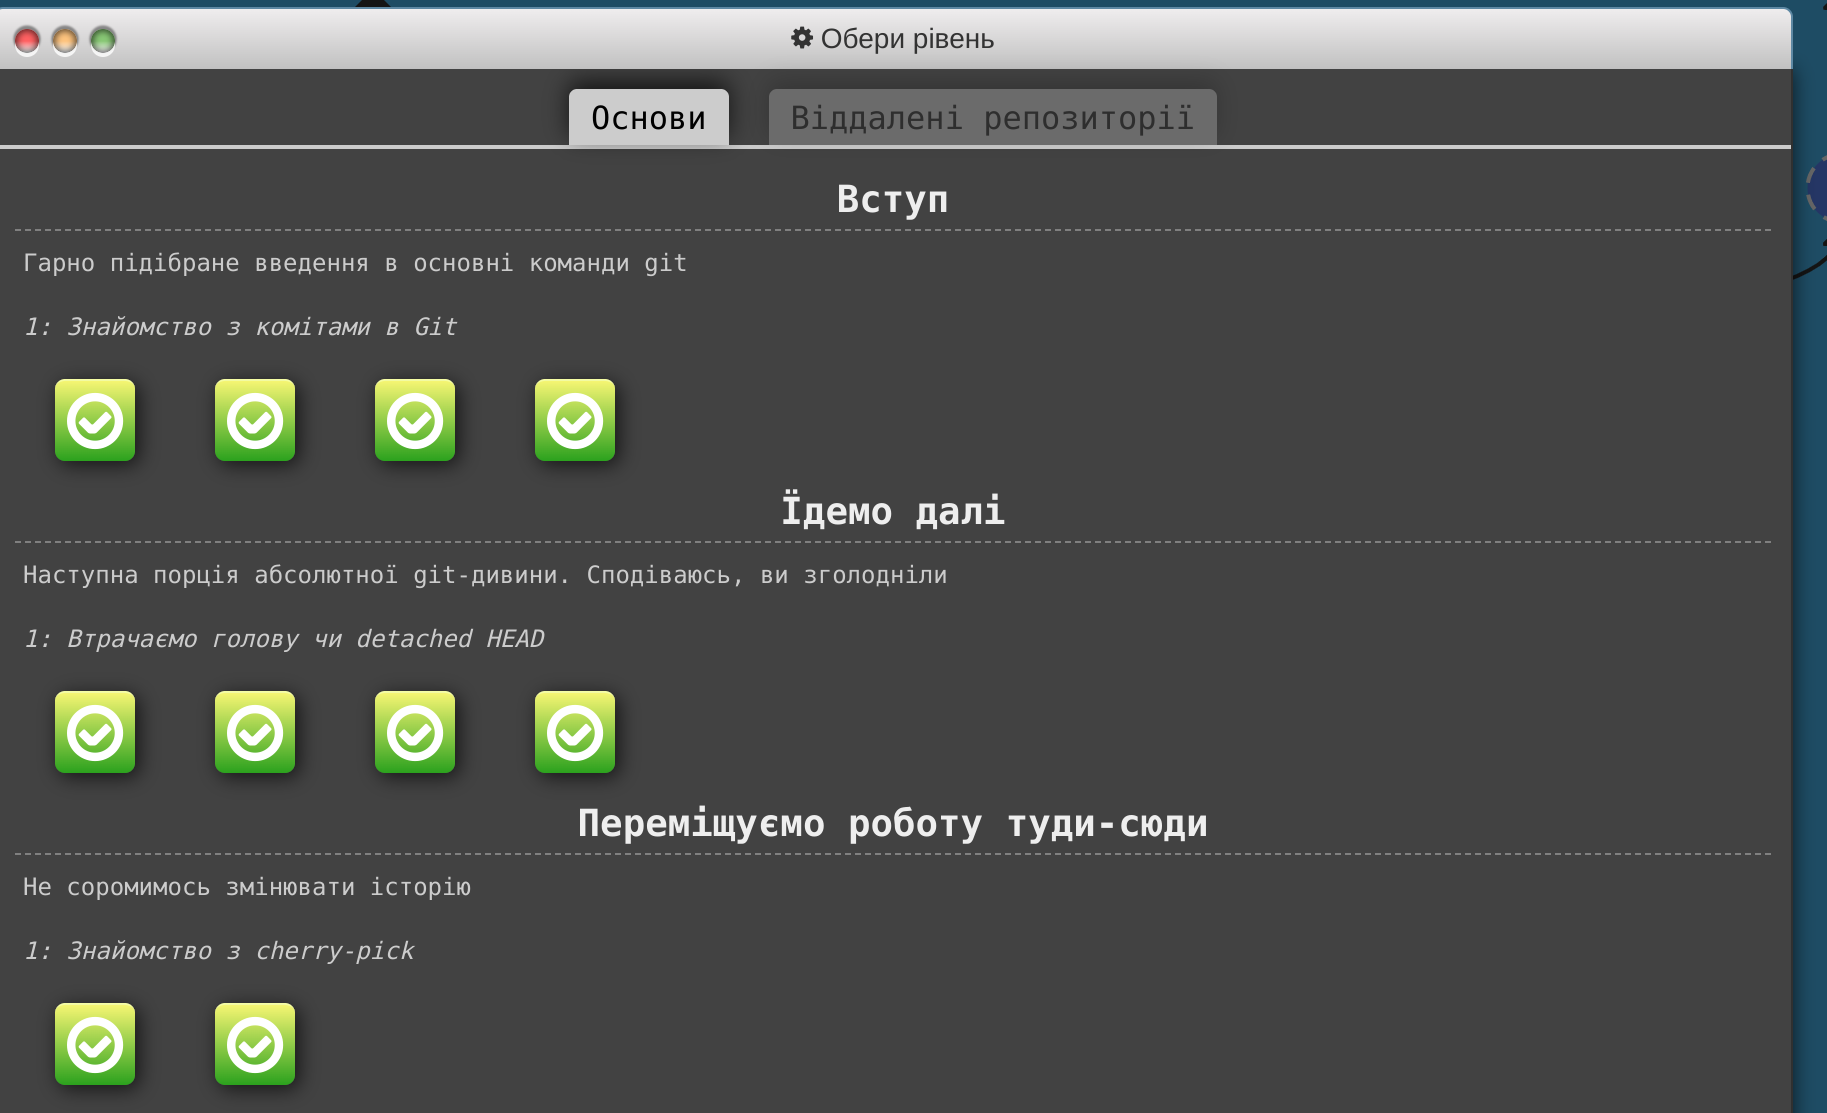 Обери рівень
Основи
Віддалені репозиторії
Вступ
Гарно підібране введення в основні команди git
1: Знайомство з комітами в Git
Їдемо далі
Наступна порція абсолютної git-дивини. Сподіваюсь, ви зголодніли
1: Втрачаємо голову чи detached HEAD
Переміщуємо роботу туди-сюди
Не соромимось змінювати історію
1: Знайомство з cherry-pick